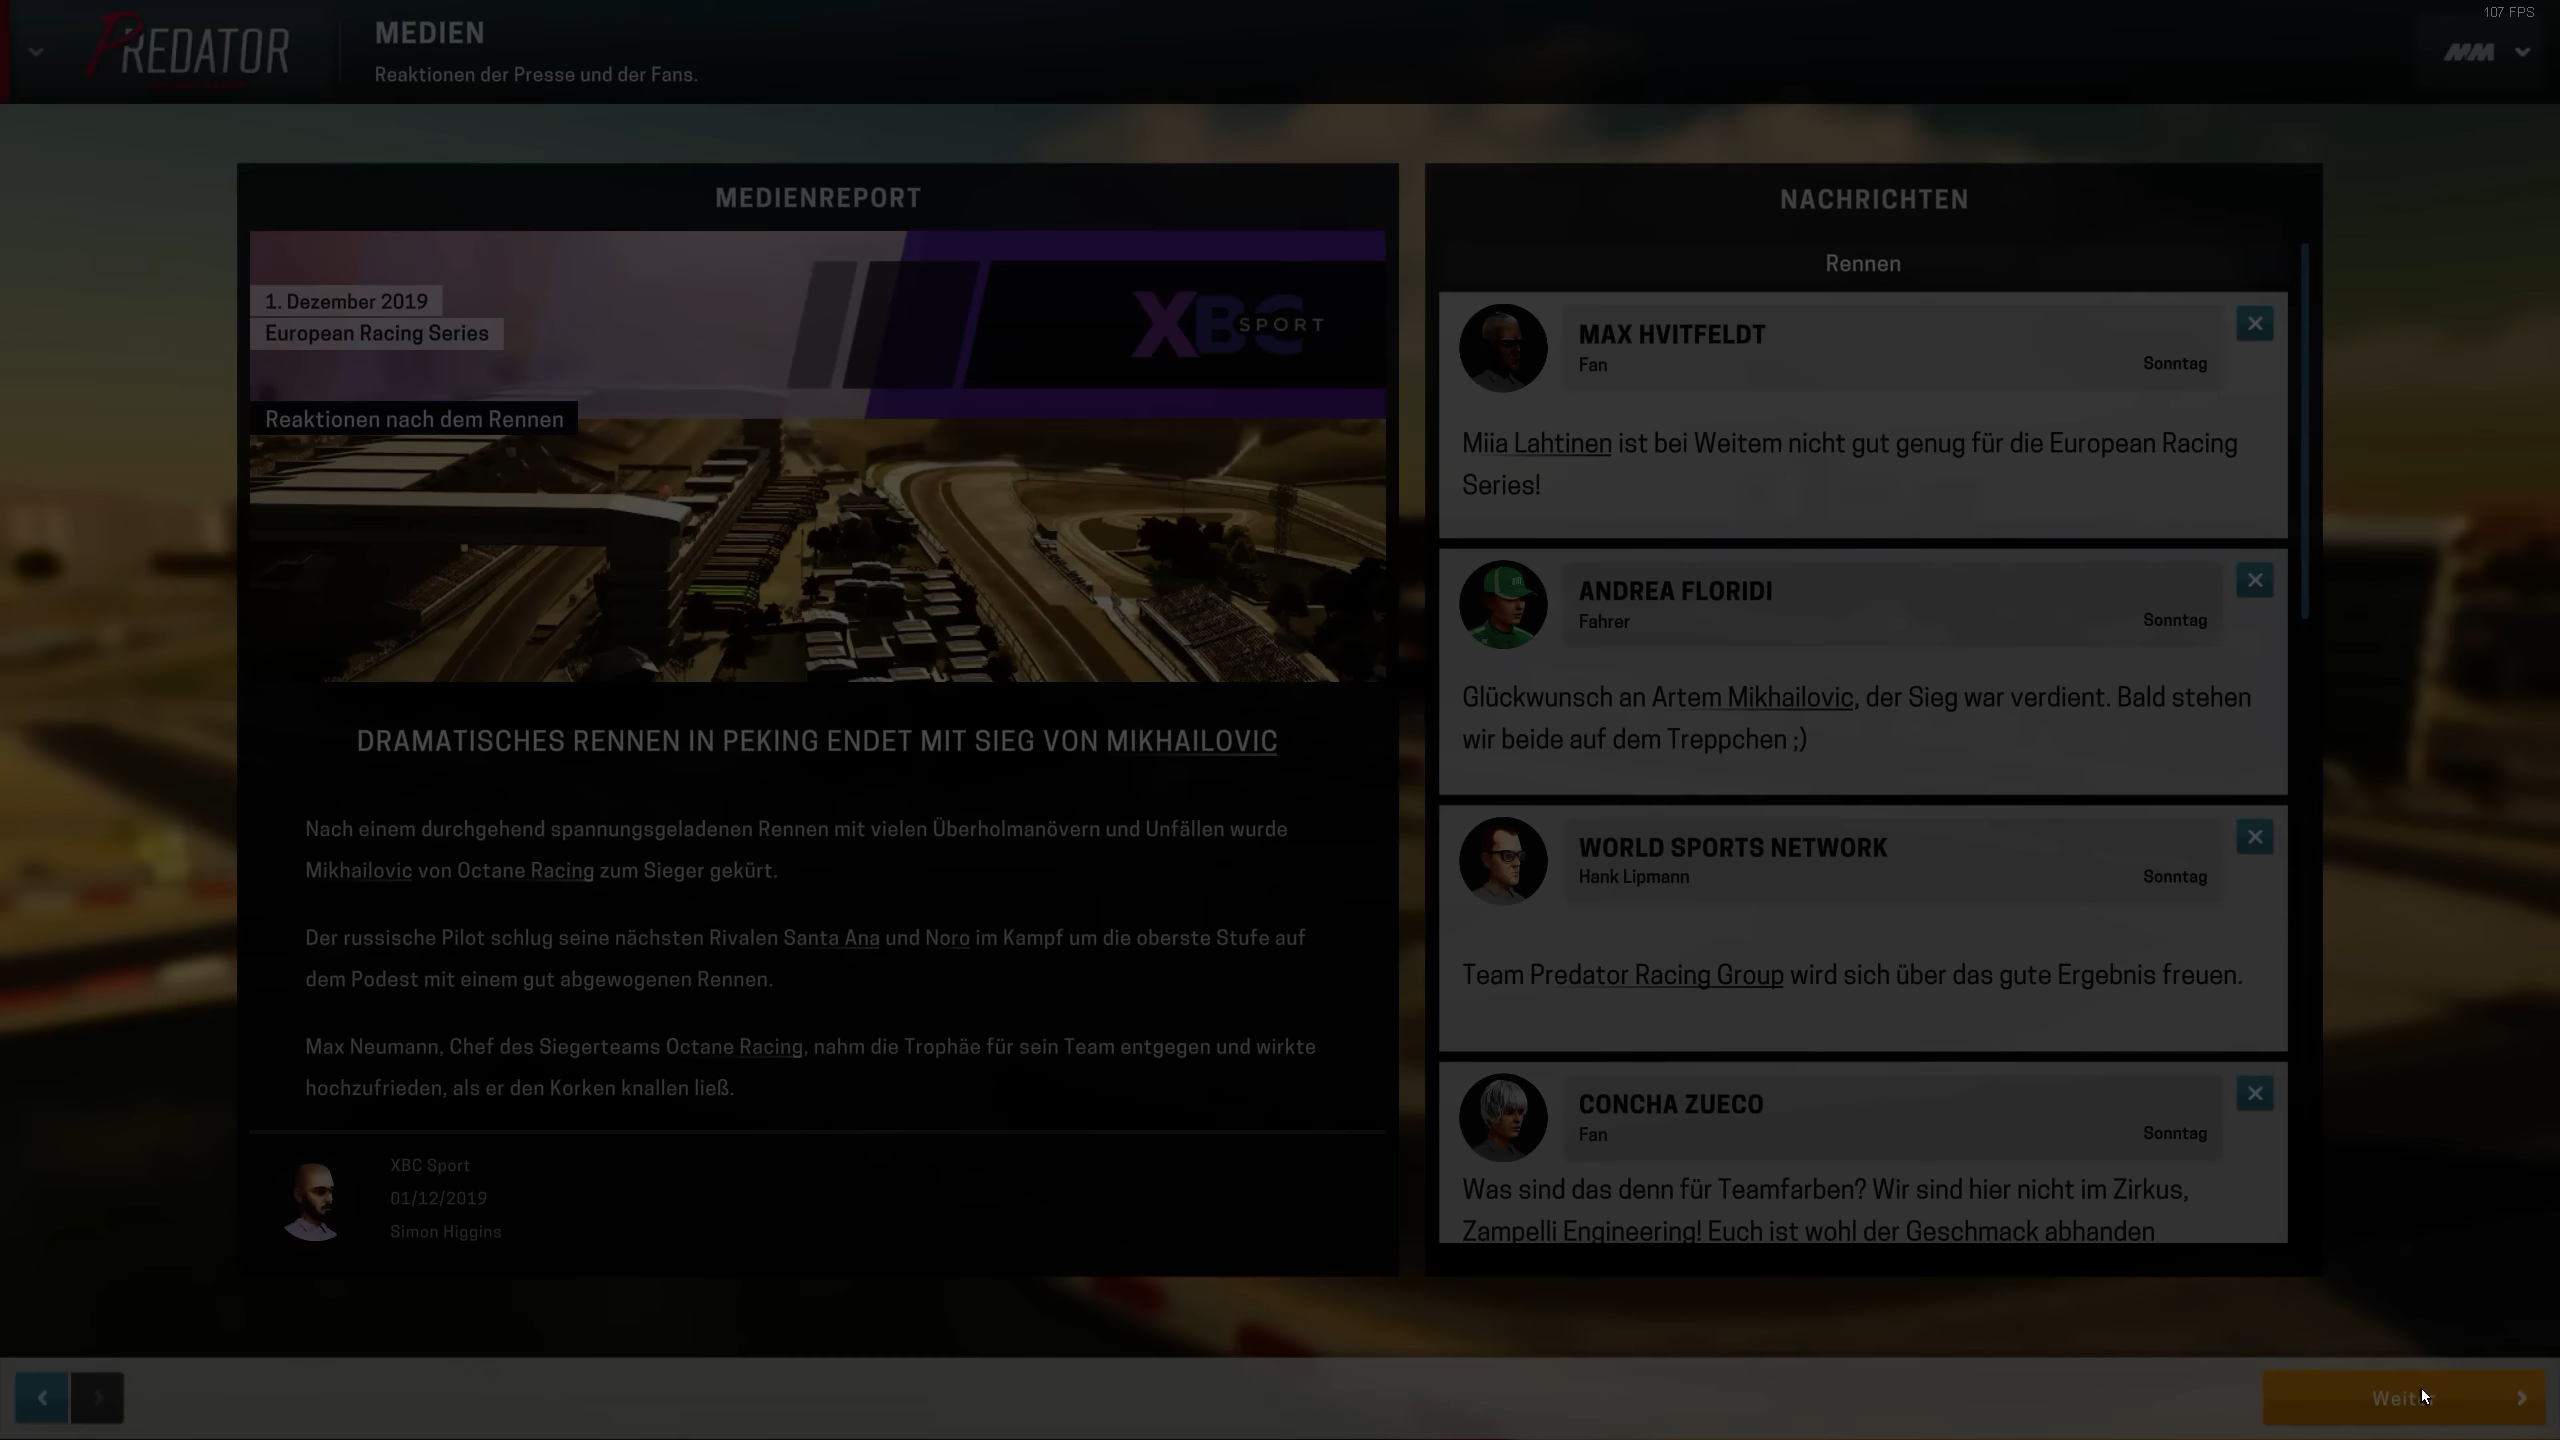 107 FPS
PREDATOR
MEDIEN
Reaktionen der Presse und der Fans.
MM
MEDIENREPORT
1. Dezember 2019
European Racing Series
XBC SPORT
Reaktionen nach dem Rennen
DRAMATISCHES RENNEN IN PEKING ENDET MIT SIEG VON MIKHAILOVIC
Nach einem durchgehend spannungsgeladenen Rennen mit vielen Überholmanövern und Unfällen wurde
Mikhailovic von Octane Racing zum Sieger gekürt.
Der russische Pilot schlug seine nächsten Rivalen Santa Ana und Noro im Kampf um die oberste Stufe auf
dem Podest mit einem gut abgewogenen Rennen.
Max Neumann, Chef des Siegerteams Octane Racing, nahm die Trophäe für sein Team entgegen und wirkte
hochzufrieden, als er den Korken knallen ließ.
XBC Sport
01/12/2019
Simon Higgins
NACHRICHTEN
Rennen
MAX HVITFELDT
Fan
Sonntag
Miia Lahtinen ist bei Weitem nicht gut genug für die European Racing
Series!
ANDREA FLORIDI
Fahrer
Sonntag
Glückwunsch an Artem Mikhailovic, der Sieg war verdient. Bald stehen
wir beide auf dem Treppchen ;)
WORLD SPORTS NETWORK
Hank Lipmann
Sonntag
Team Predator Racing Group wird sich über das gute Ergebnis freuen.
CONCHA ZUECO
Fan
Sonntag
Was sind das denn für Teamfarben? Wir sind hier nicht im Zirkus,
Zampelli Engineering! Euch ist wohl der Geschmack abhanden